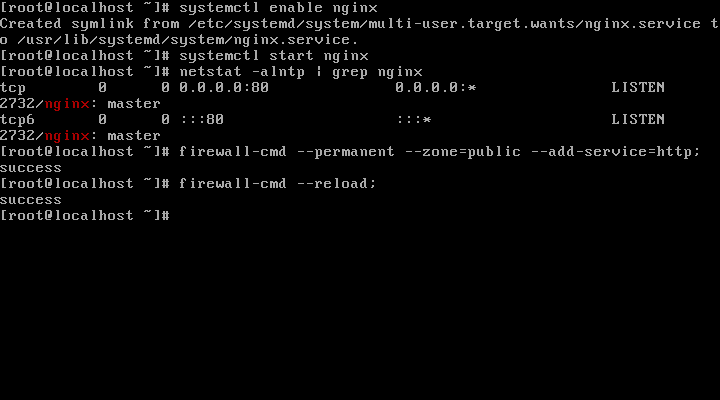 [root@localhost ~]# systemctl enable nginx
Created symlink from /etc/systemd/system/multi-user.target.wants/nginx.service t
o /usr/lib/systemd/system/nginx.service.
[root@localhost ~]# systemctl start nginx
[root@localhost ~]# netstat -alntp | grep nginx
tcp        0      0 0.0.0.0:80              0.0.0.0:*               LISTEN
2732/nginx: master
tcp6       0      0 :::80                   :::*                    LISTEN
2732/nginx: master
[root@localhost ~]# firewall-cmd --permanent --zone=public --add-service=http;
success
[root@localhost ~]# firewall-cmd --reload;
success
[root@localhost ~]#